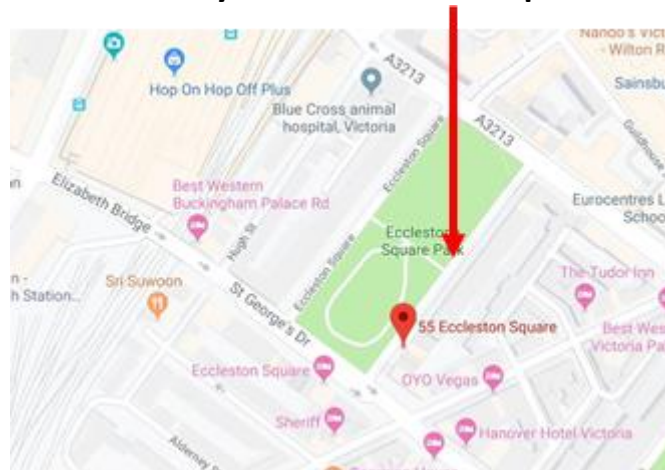 Nando's Vict
- Wilton R
Hop On Hop Off Plus
A3213
Sainsbu
Blue Cross animal
hospital, Victoria
A3213
Guildhouse
Eccleston Square
Elizabeth Bridge
Best Western
Buckingham Palace Rd
Eurocentres L
Schoo
Hugh St
Eccleston
Square Park
Eccleston Square
The Tudor Inn
h Station...
Sri Suwoon
St George's Dr
55 Eccleston Square
Best Wes
Victoria Pa
Eccleston Square
OYO Vegas
Sheriff
Hanover Hotel Victoria
Alderney